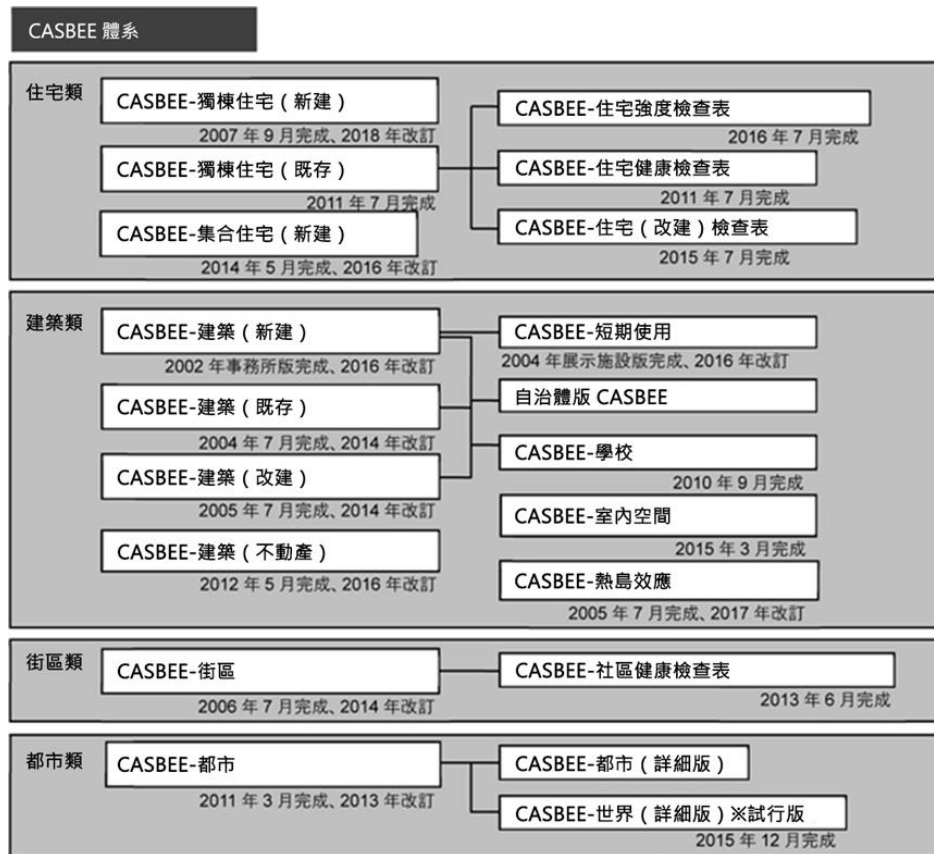 CASBEE 體系
住宅類
CASBEE-獨棟住宅（新建）
2007 年 9 月完成、2018 年改訂
CASBEE-獨棟住宅（既存）
2011 年 7 月完成
CASBEE-集合住宅（新建）
2014 年 5 月完成、2016 年改訂
CASBEE-住宅強度檢查表
2016 年 7 月完成
CASBEE-住宅健康檢查表
2011 年 7 月完成
CASBEE-住宅（改建）檢查表
2015 年 7 月完成
建築類
CASBEE-建築（新建）
2002 年事務所版完成、2016 年改訂
CASBEE-建築（既存）
2004 年 7 月完成、2014 年改訂
CASBEE-建築（改建）
2005 年 7 月完成、2014 年改訂
CASBEE-建築（不動產）
2012 年 5 月完成、2016 年改訂
CASBEE-短期使用
2004 年展示施設版完成、2016 年改訂
自治體版 CASBEE
CASBEE-學校
2010 年 9 月完成
CASBEE-室內空間
2015 年 3 月完成
CASBEE-熱島效應
2005 年 7 月完成、2017 年改訂
街區類
CASBEE-街區
2006 年 7 月完成、2014 年改訂
CASBEE-社區健康檢查表
2013 年 6 月完成
都市類
CASBEE-都市
2011 年 3 月完成、2013 年改訂
CASBEE-都市（詳細版）
CASBEE-世界（詳細版）※試行版
2015 年 12 月完成